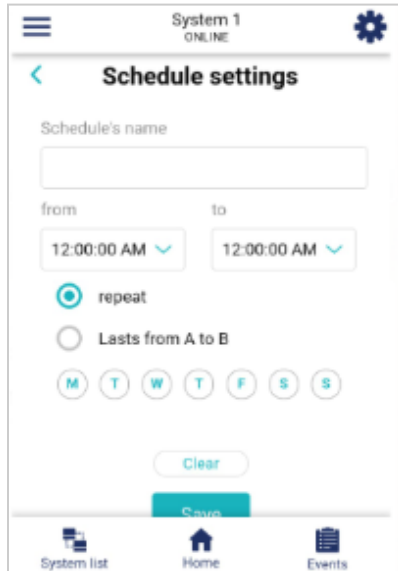 System 1
ONLINE
Schedule settings
Schedule's name
from to
12:00:00 AM 12:00:00 AM
repeat
Lasts from A to B
M T W T F S S
Clear
Save
System list Home Events